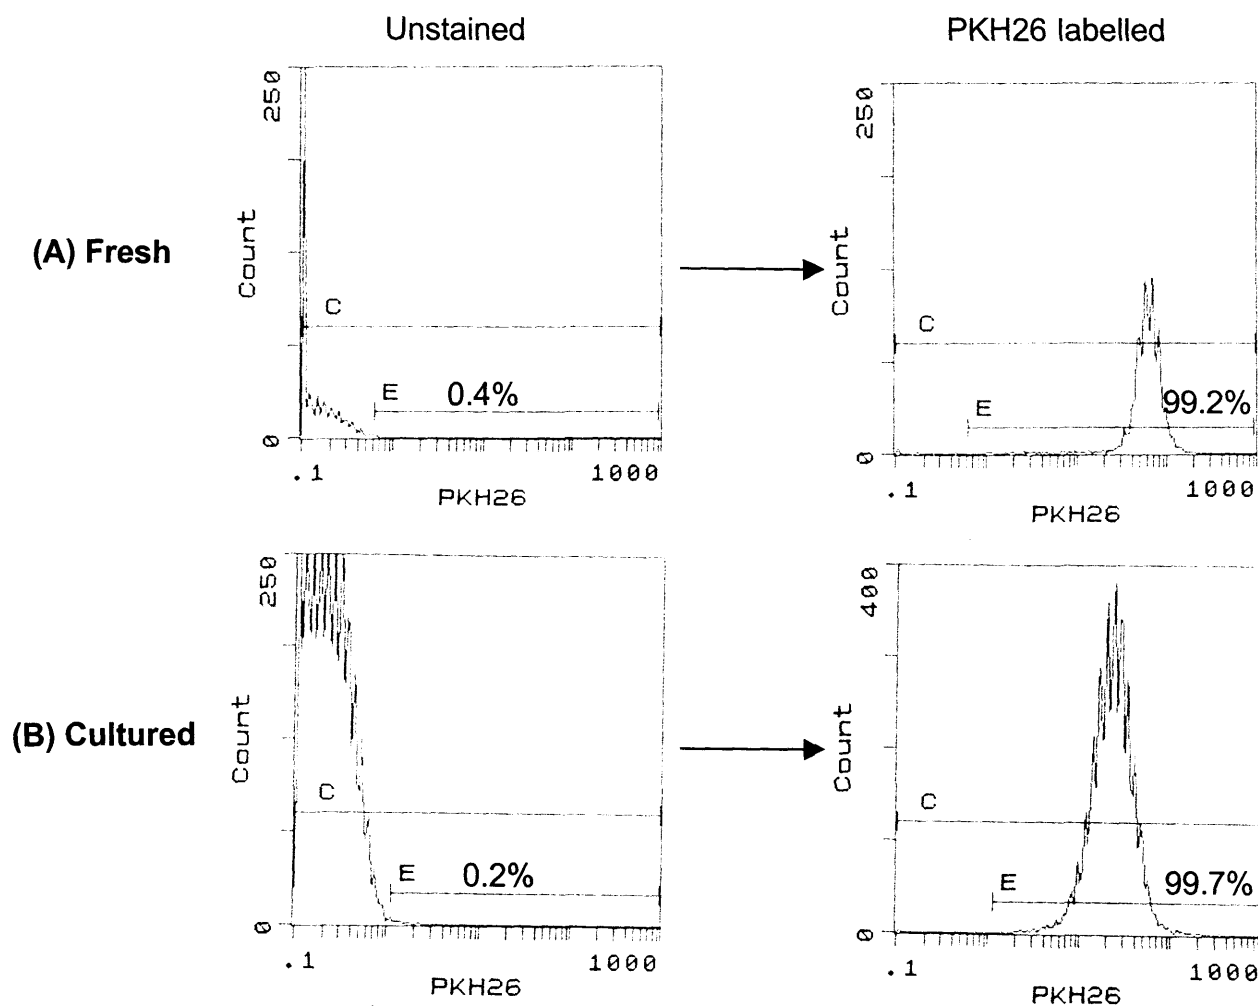 Unstained
PKH26 labelled
(A) Fresh
250
Count
C
E 0.4%
0
.1 1000
PKH26
250
Count
C
E 99.2%
0
.1 1000
PKH26
(B) Cultured
250
Count
C
E 0.2%
0
.1 1000
PKH26
400
Count
C
E 99.7%
0
.1 1000
PKH26